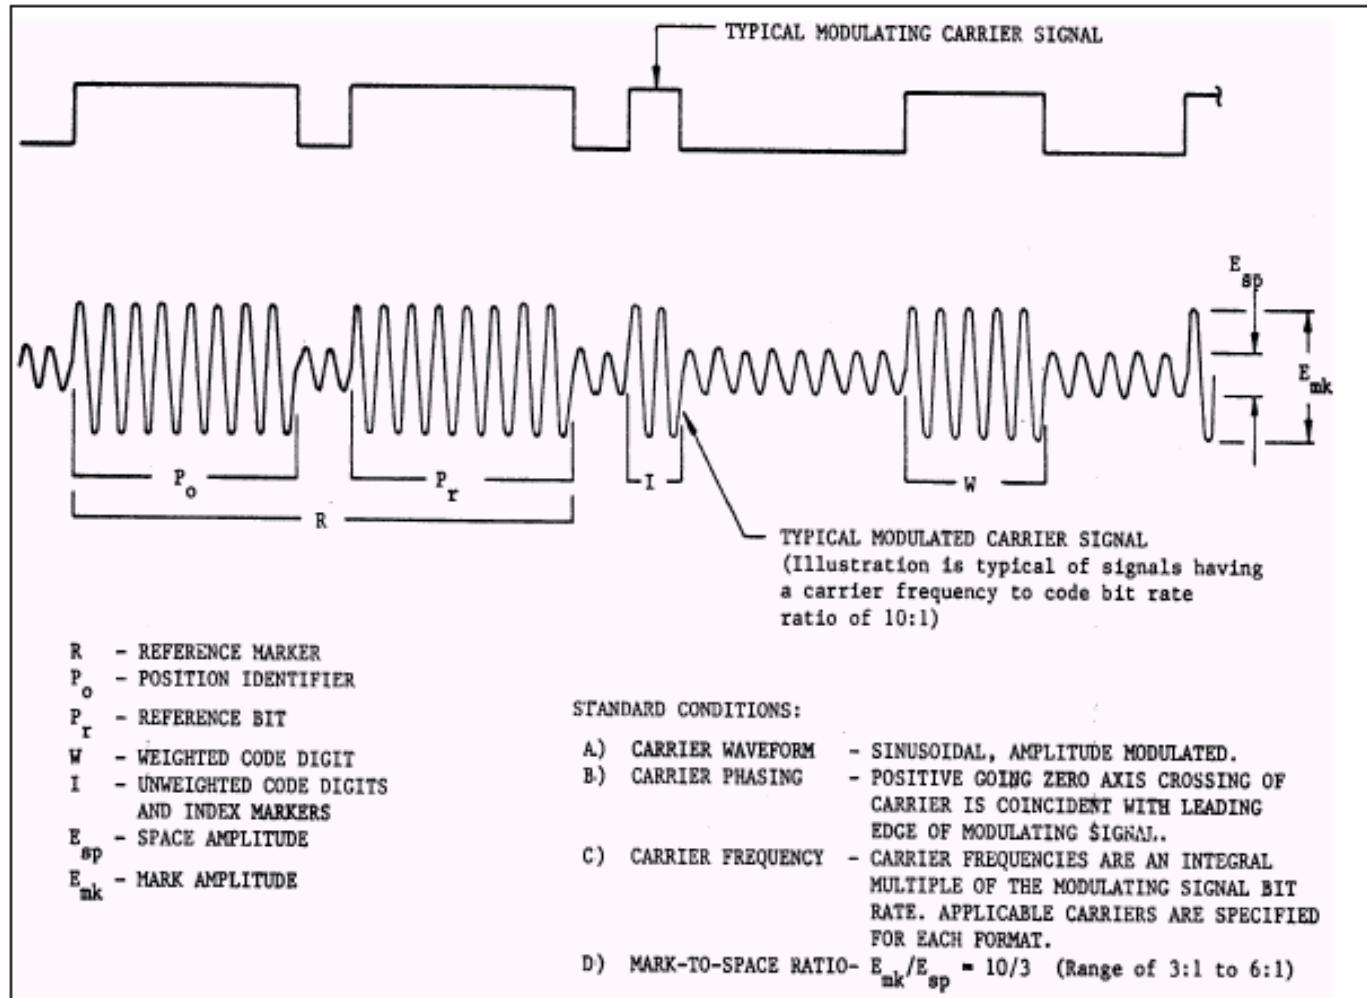 TYPICAL MODULATING CARRIER SIGNAL
E sp
E mk
P o
P r
I
W
R
TYPICAL MODULATED CARRIER SIGNAL
(Illustration is typical of signals having
a carrier frequency to code bit rate
ratio of 10:1)
R - REFERENCE MARKER
P o - POSITION IDENTIFIER
P r - REFERENCE BIT
W - WEIGHTED CODE DIGIT
I - UNWEIGHTED CODE DIGITS
AND INDEX MARKERS
E sp - SPACE AMPLITUDE
E mk - MARK AMPLITUDE
STANDARD CONDITIONS:
A) CARRIER WAVEFORM - SINUSOIDAL, AMPLITUDE MODULATED.
B) CARRIER PHASING - POSITIVE GOING ZERO AXIS CROSSING OF
CARRIER IS COINCIDENT WITH LEADING
EDGE OF MODULATING SIGNAL.
C) CARRIER FREQUENCY - CARRIER FREQUENCIES ARE AN INTEGRAL
MULTIPLE OF THE MODULATING SIGNAL BIT
RATE. APPLICABLE CARRIERS ARE SPECIFIED
FOR EACH FORMAT.
D) MARK-TO-SPACE RATIO- E mk/E sp = 10/3 (Range of 3:1 to 6:1)